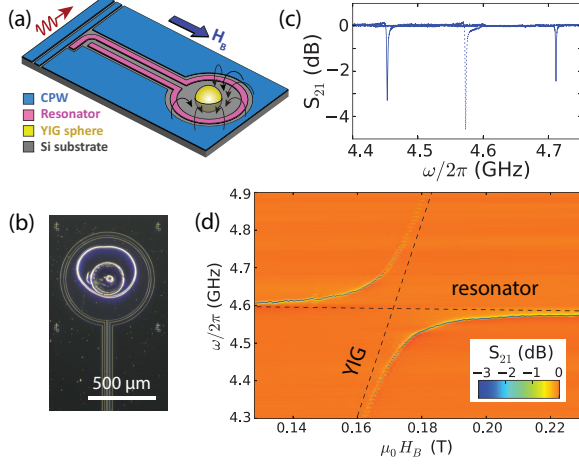 (a)
H_B
CPW
Resonator
YIG sphere
Si substrate
(b)
500 µm
(c)
S₂₁ (dB)
0
−2
−4
4.4
4.5
4.6
4.7
ω/2π (GHz)
(d)
ω/2π (GHz)
4.9
4.8
4.7
4.6
4.5
4.4
4.3
resonator
YIG
S₂₁ (dB)
−3 −2 −1 0
0.14 0.16 0.18 0.20 0.22
μ₀ H_B (T)